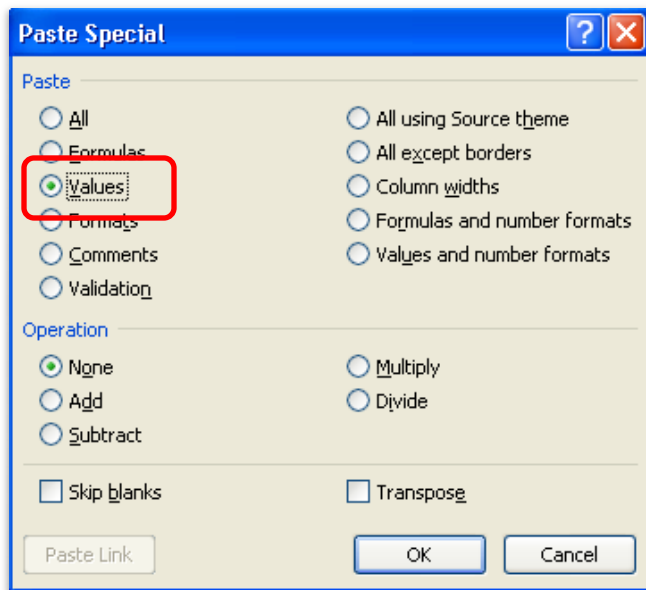 Paste Special
Paste
All
All using Source theme
Formulas
All except borders
Values
Column widths
Formats
Formulas and number formats
Comments
Values and number formats
Validation
Operation
None
Multiply
Add
Divide
Subtract
Skip blanks
Transpose
Paste Link
OK
Cancel